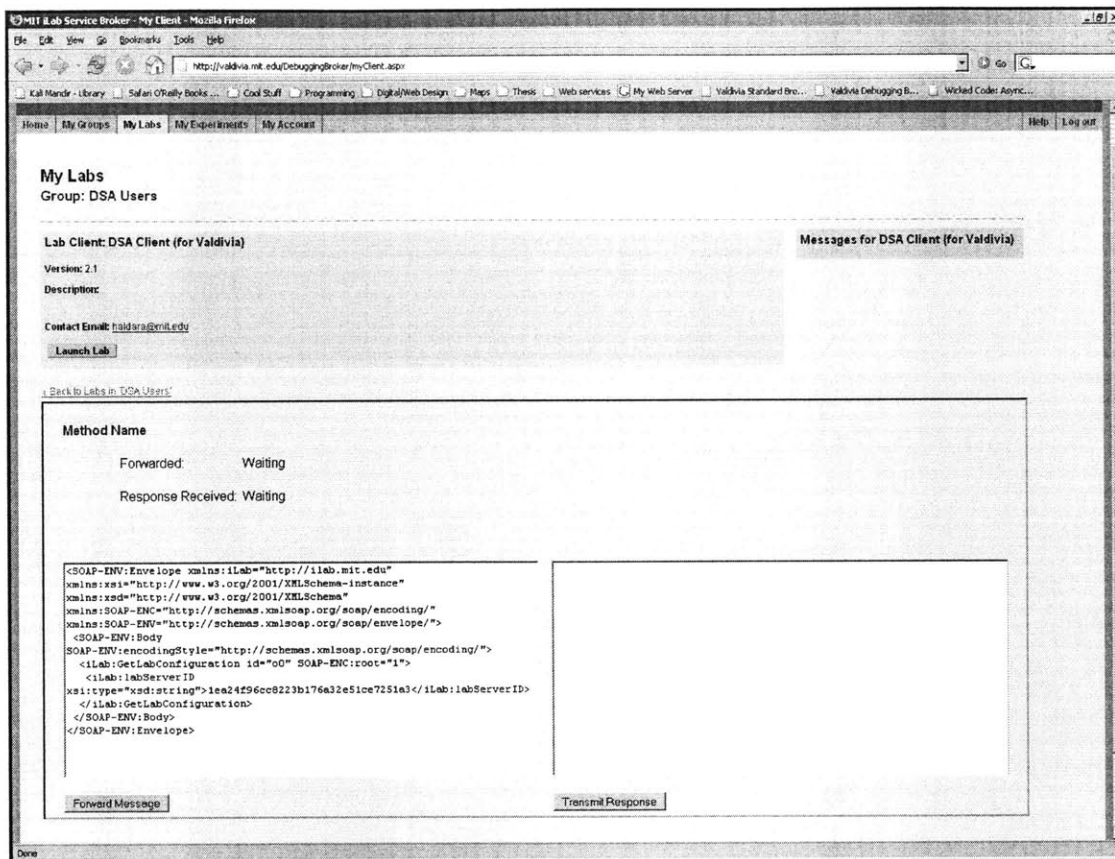 MIT iLab Service Broker - My Client - Mozilla Firefox
File Edit View Go Bookmarks Tools Help
http://valdivia.mit.edu/DebuggingBroker/myClient.aspx Go G,
Kali Mandir - Library Safari O'Reilly Books ... Cool Stuff Programming Digital/Web Design Maps Thesis Web services My Web Server Valdivia Standard Bro... Valdivia Debugging B... Wicked Code: Async...
Home My Groups My Labs My Experiments My Account Help Log out
My Labs
Group: DSA Users
Lab Client: DSA Client (for Valdivia)
Messages for DSA Client (for Valdivia)
Version: 2.1
Description:
Contact Email: haldara@mit.edu
Launch Lab
‹ Back to Labs in 'DSA Users'
Method Name
Forwarded: Waiting
Response Received: Waiting
<SOAP-ENV:Envelope xmlns:iLab="http://ilab.mit.edu"
xmlns:xsi="http://www.w3.org/2001/XMLSchema-instance"
xmlns:xsd="http://www.w3.org/2001/XMLSchema"
xmlns:SOAP-ENC="http://schemas.xmlsoap.org/soap/encoding/"
xmlns:SOAP-ENV="http://schemas.xmlsoap.org/soap/envelope/">
<SOAP-ENV:Body
SOAP-ENV:encodingStyle="http://schemas.xmlsoap.org/soap/encoding/">
<iLab:GetLabConfiguration id="o0" SOAP-ENC:root="1">
<iLab:labServerID
xsi:type="xsd:string">1ea24f96cc8223b176a32e51ce7251a3</iLab:labServerID>
</iLab:GetLabConfiguration>
</SOAP-ENV:Body>
</SOAP-ENV:Envelope>
Forward Message
Transmit Response
Done